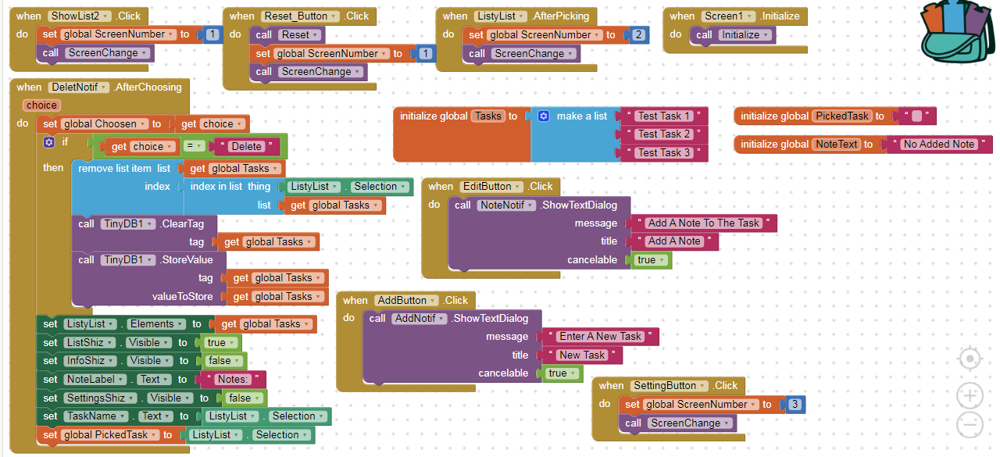 when ShowList2 .Click
do set global ScreenNumber to 1
call ScreenChange
when Reset_Button .Click
do call Reset
set global ScreenNumber to 1
call ScreenChange
when ListyList .AfterPicking
do set global ScreenNumber to 2
call ScreenChange
when Screen1 .Initialize
do call Initialize
when DeletNotif .AfterChoosing
choice
do set global Choosen to get choice
if get choice = " Delete "
then remove list item list get global Tasks
index index in list thing ListyList . Selection
list get global Tasks
call TinyDB1 .ClearTag
tag get global Tasks
call TinyDB1 .StoreValue
tag get global Tasks
valueToStore get global Tasks
set ListyList . Elements to get global Tasks
set ListShiz . Visible to true
set InfoShiz . Visible to false
set NoteLabel . Text to " Notes: "
set SettingsShiz . Visible to false
set TaskName . Text to ListyList . Selection
set global PickedTask to ListyList . Selection
initialize global Tasks to make a list " Test Task 1 "
" Test Task 2 "
" Test Task 3 "
initialize global PickedTask to " "
initialize global NoteText to " No Added Note "
when EditButton .Click
do call NoteNotif .ShowTextDialog
message " Add A Note To The Task "
title " Add A Note "
cancelable true
when AddButton .Click
do call AddNotif .ShowTextDialog
message " Enter A New Task "
title " New Task "
cancelable true
when SettingButton .Click
do set global ScreenNumber to 3
call ScreenChange